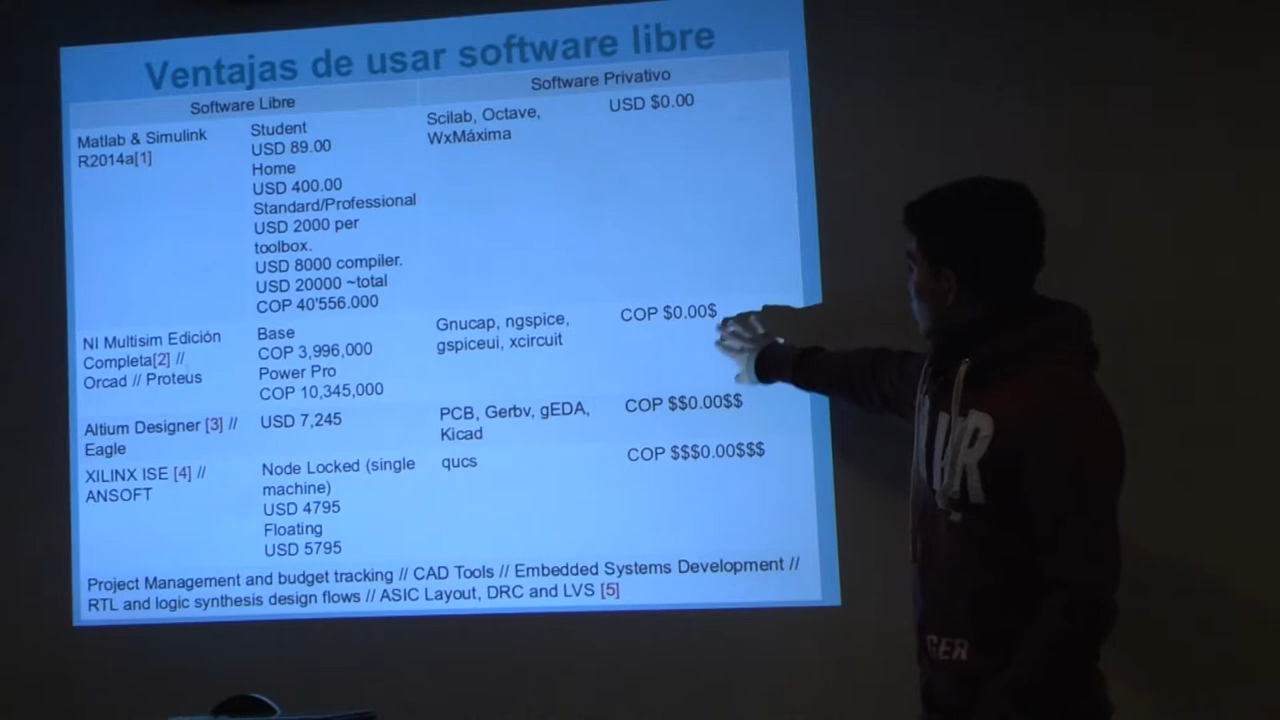 Ventajas de usar software libre
Software Libre
Software Privativo
Matlab & Simulink
R2014a[1]
Student
USD 89.00
Home
USD 400.00
Standard/Professional
USD 2000 per
toolbox.
USD 8000 compiler.
USD 20000 ~total
COP 40'556.000
Scilab, Octave,
WxMáxima
USD $0.00
NI Multisim Edición
Completa[2] //
Orcad // Proteus
Base
COP 3,996,000
Power Pro
COP 10,345,000
Gnucap, ngspice,
gspiceui, xcircuit
COP $0.00$
Altium Designer [3] //
Eagle
USD 7,245
PCB, Gerbv, gEDA,
Kicad
COP $$0.00$$
XILINX ISE [4] //
ANSOFT
Node Locked (single
machine)
USD 4795
Floating
USD 5795
qucs
COP $$$0.00$$$
Project Management and budget tracking // CAD Tools // Embedded Systems Development //
RTL and logic synthesis design flows // ASIC Layout, DRC and LVS [5]
GER